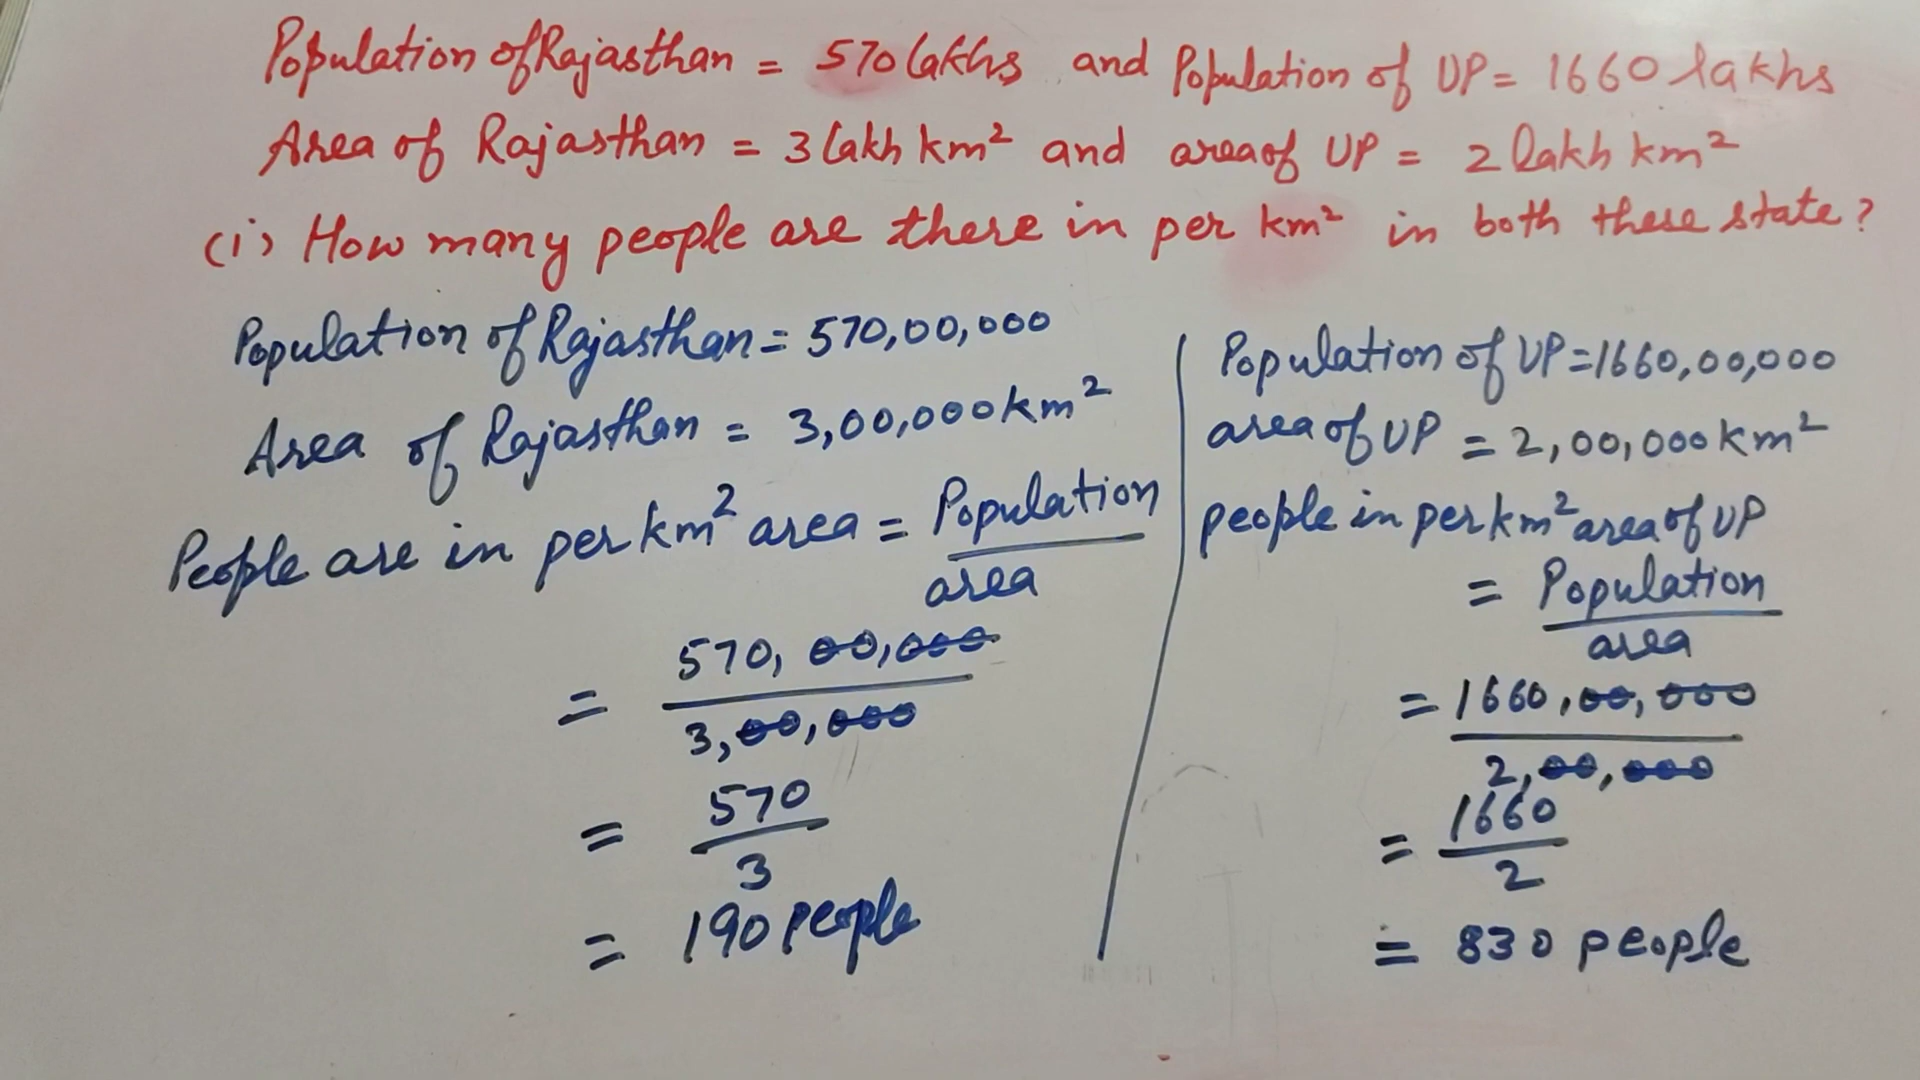 Population of Rajasthan = 570 lakhs and Population of UP = 1660 lakhs
Area of Rajasthan = 3 lakh km² and area of UP = 2 lakh km²
(i) How many people are there in per km² in both these state?
Population of Rajasthan = 570,00,000
Area of Rajasthan = 3,00,000 km²
People are in per km² area = Population
area
= 570,00,000
3,00,000
= 570
3
= 190 people
Population of UP = 1660,00,000
area of UP = 2,00,000 km²
people in per km² area of UP
= Population
area
= 1660,00,000
2,00,000
= 1660
2
= 830 people